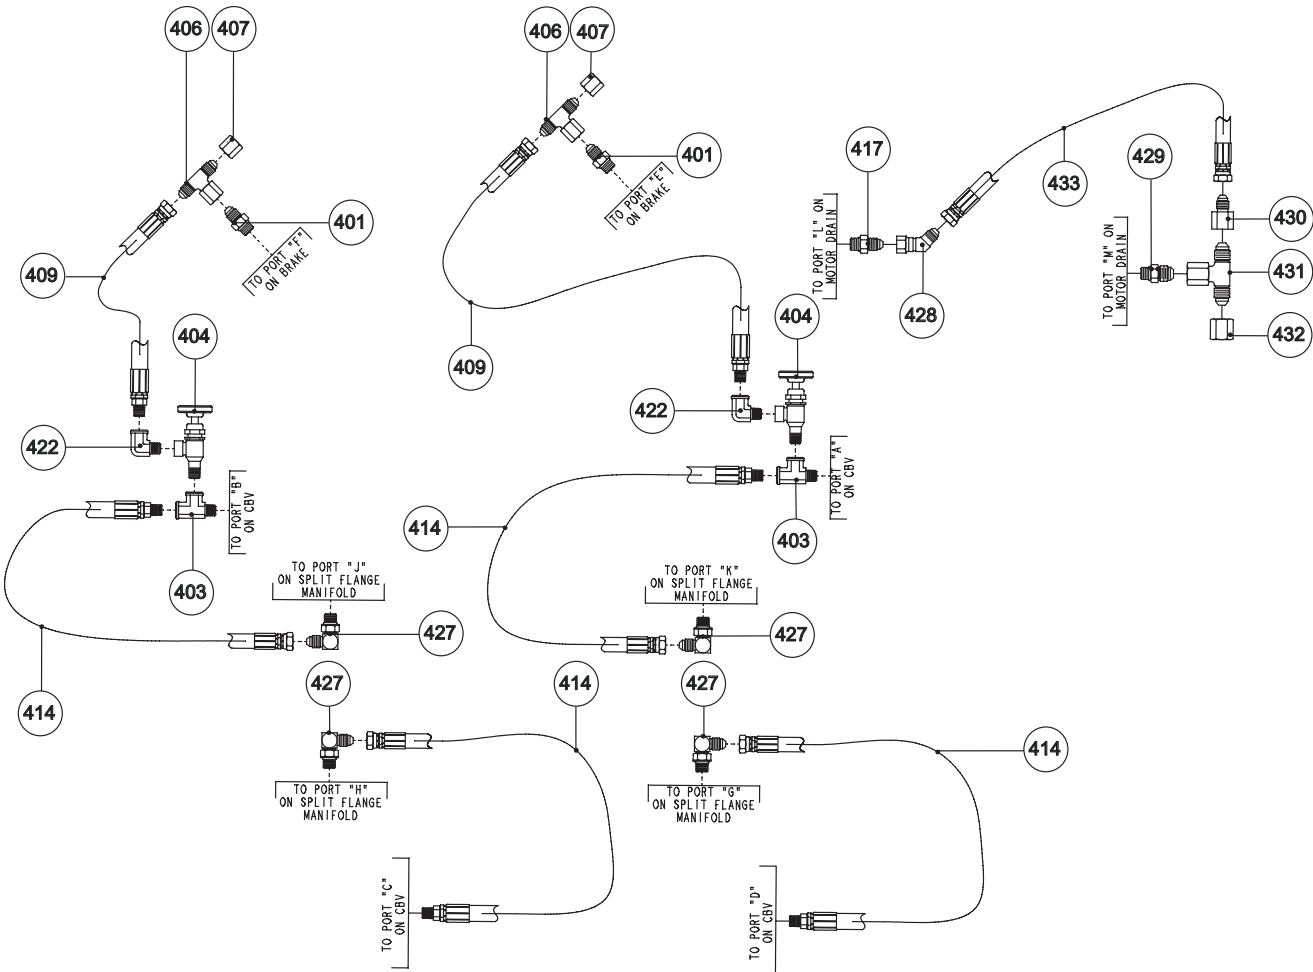 406
407
406
407
401
TO PORT "F"
ON BRAKE
409
401
TO PORT "E"
ON BRAKE
409
417
TO PORT "L" ON
MOTOR DRAIN
428
433
429
TO PORT "M" ON
MOTOR DRAIN
430
431
432
404
422
TO PORT "B"
ON CBV
403
404
422
TO PORT "A"
ON CBV
403
414
414
TO PORT "J"
ON SPLIT FLANGE
MANIFOLD
427
TO PORT "K"
ON SPLIT FLANGE
MANIFOLD
427
427
414
TO PORT "H"
ON SPLIT FLANGE
MANIFOLD
427
414
TO PORT "G"
ON SPLIT FLANGE
MANIFOLD
TO PORT "C"
ON CBV
TO PORT "D"
ON CBV